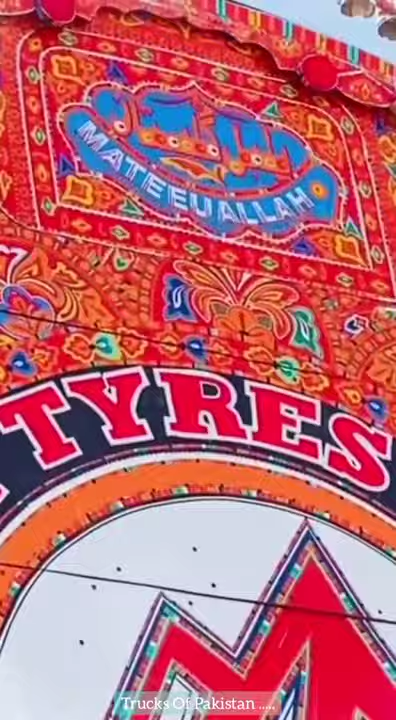 MATEEUALLAH
TYRES
M
Trucks Of Pakistan .....